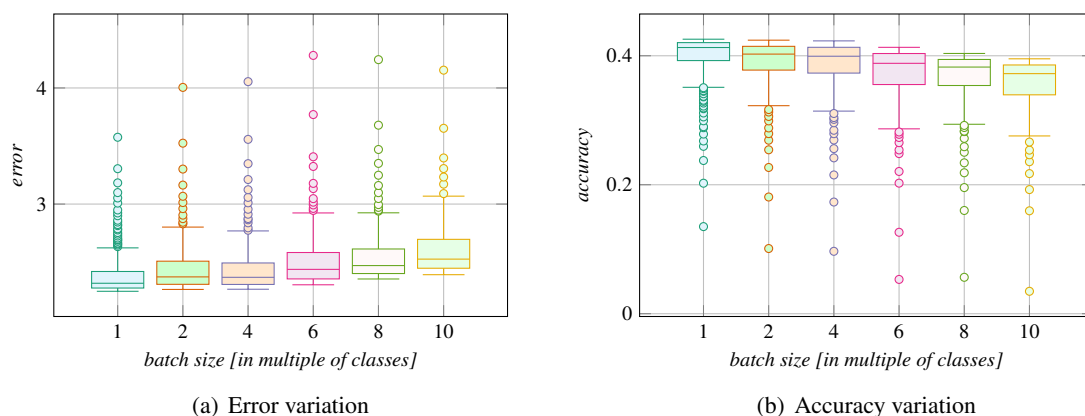 4
3
error
1 2 4 6 8 10
batch size [in multiple of classes]
(a) Error variation
0.4
0.2
0
accuracy
1 2 4 6 8 10
batch size [in multiple of classes]
(b) Accuracy variation